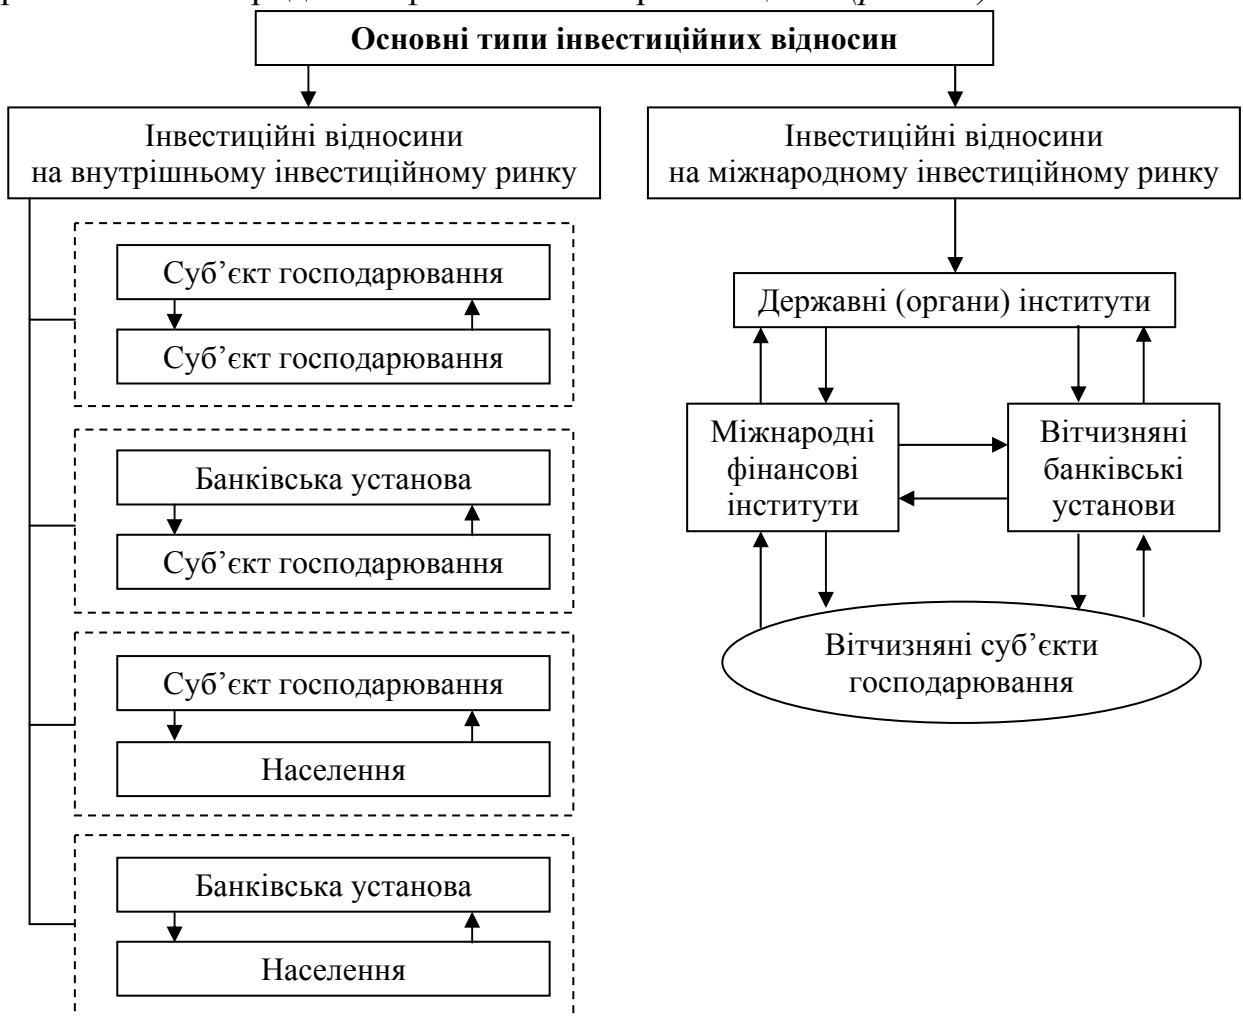 Основні типи інвестиційних відносин
Інвестиційні відносини
на внутрішньому інвестиційному ринку
Суб’єкт господарювання
Суб’єкт господарювання
Банківська установа
Суб’єкт господарювання
Суб’єкт господарювання
Населення
Банківська установа
Населення
Інвестиційні відносини
на міжнародному інвестиційному ринку
Державні (органи) інститути
Міжнародні
фінансові
інститути
Вітчизняні
банківські
установи
Вітчизняні суб’єкти
господарювання